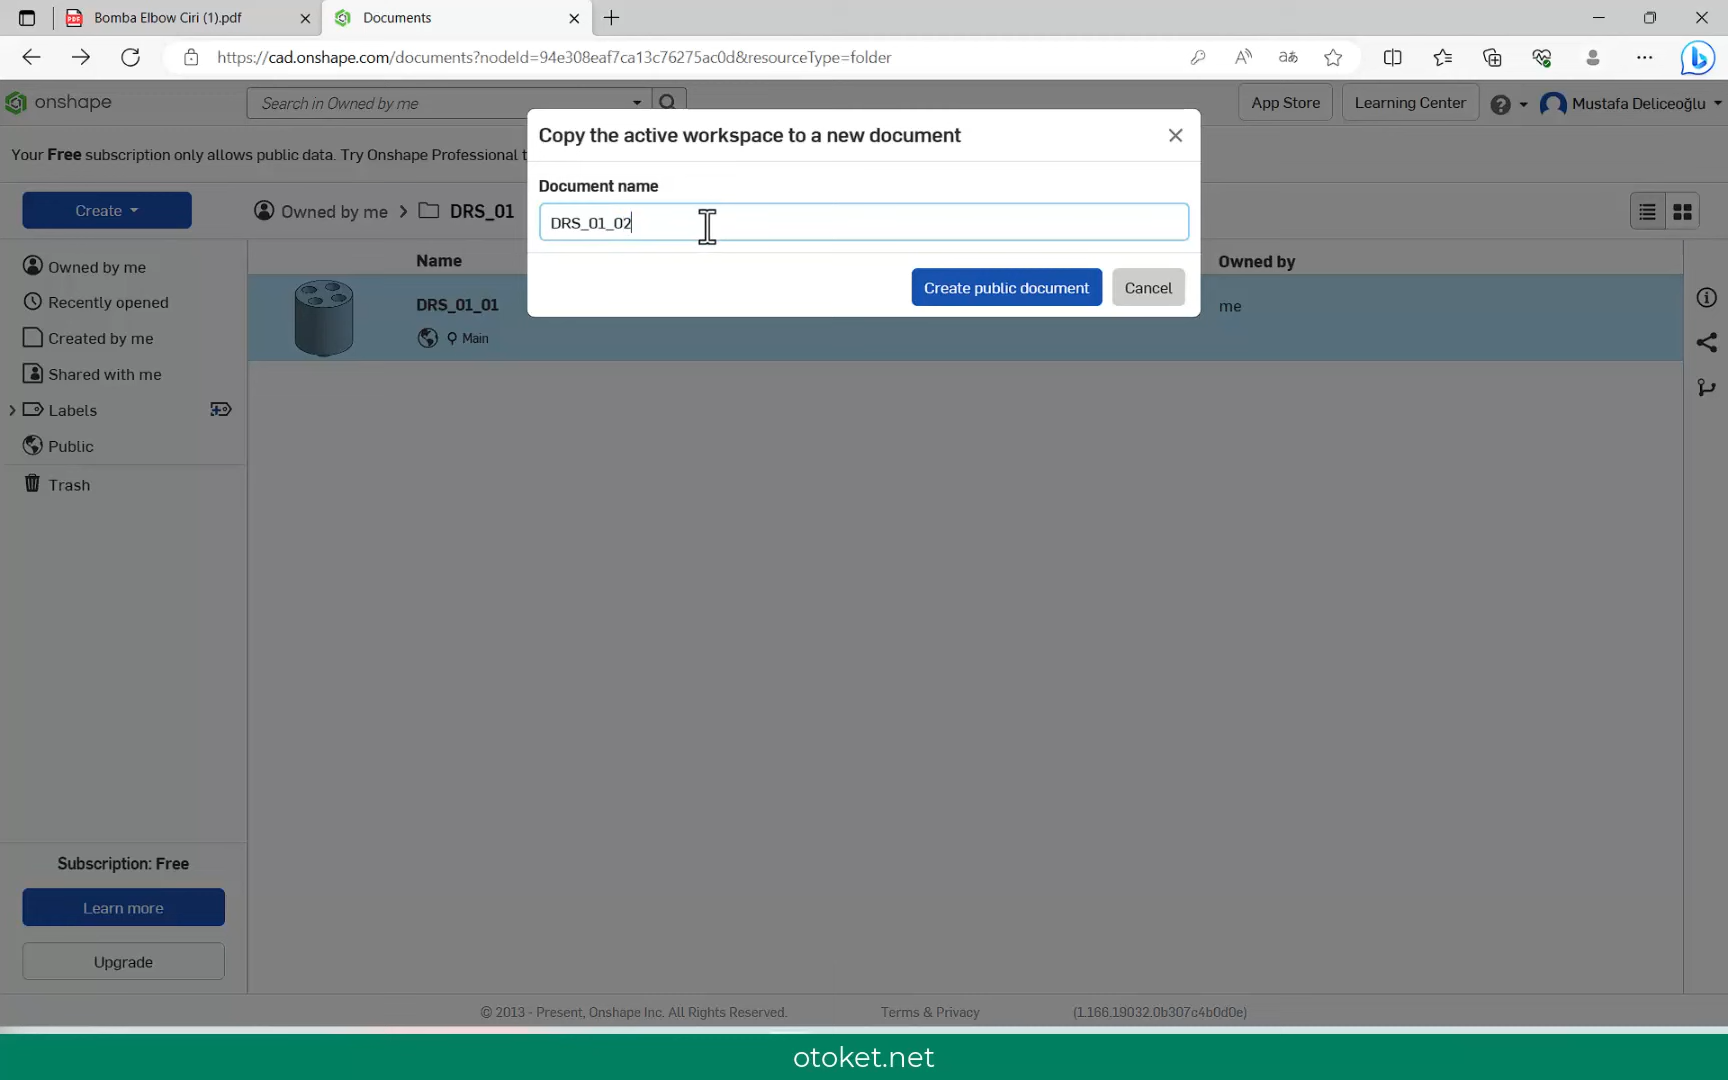 Bomba Elbow Ciri (1).pdf
Documents
https://cad.onshape.com/documents?nodeId=94e308eaf7ca13c76275ac0d&resourceType=folder
onshape
Search in Owned by me
App Store
Learning Center
Mustafa Deliceoğlu
Your Free subscription only allows public data. Try Onshape Professional t
Copy the active workspace to a new document
Document name
DRS_01_02
Create public document
Cancel
Create
Owned by me > DRS_01
Name
Owned by
DRS_01_01
me
Main
Owned by me
Recently opened
Created by me
Shared with me
Labels
Public
Trash
Subscription: Free
Learn more
Upgrade
© 2013 - Present, Onshape Inc. All Rights Reserved.
Terms & Privacy
(1.166.19032.0b307c4b0d0e)
otoket.net